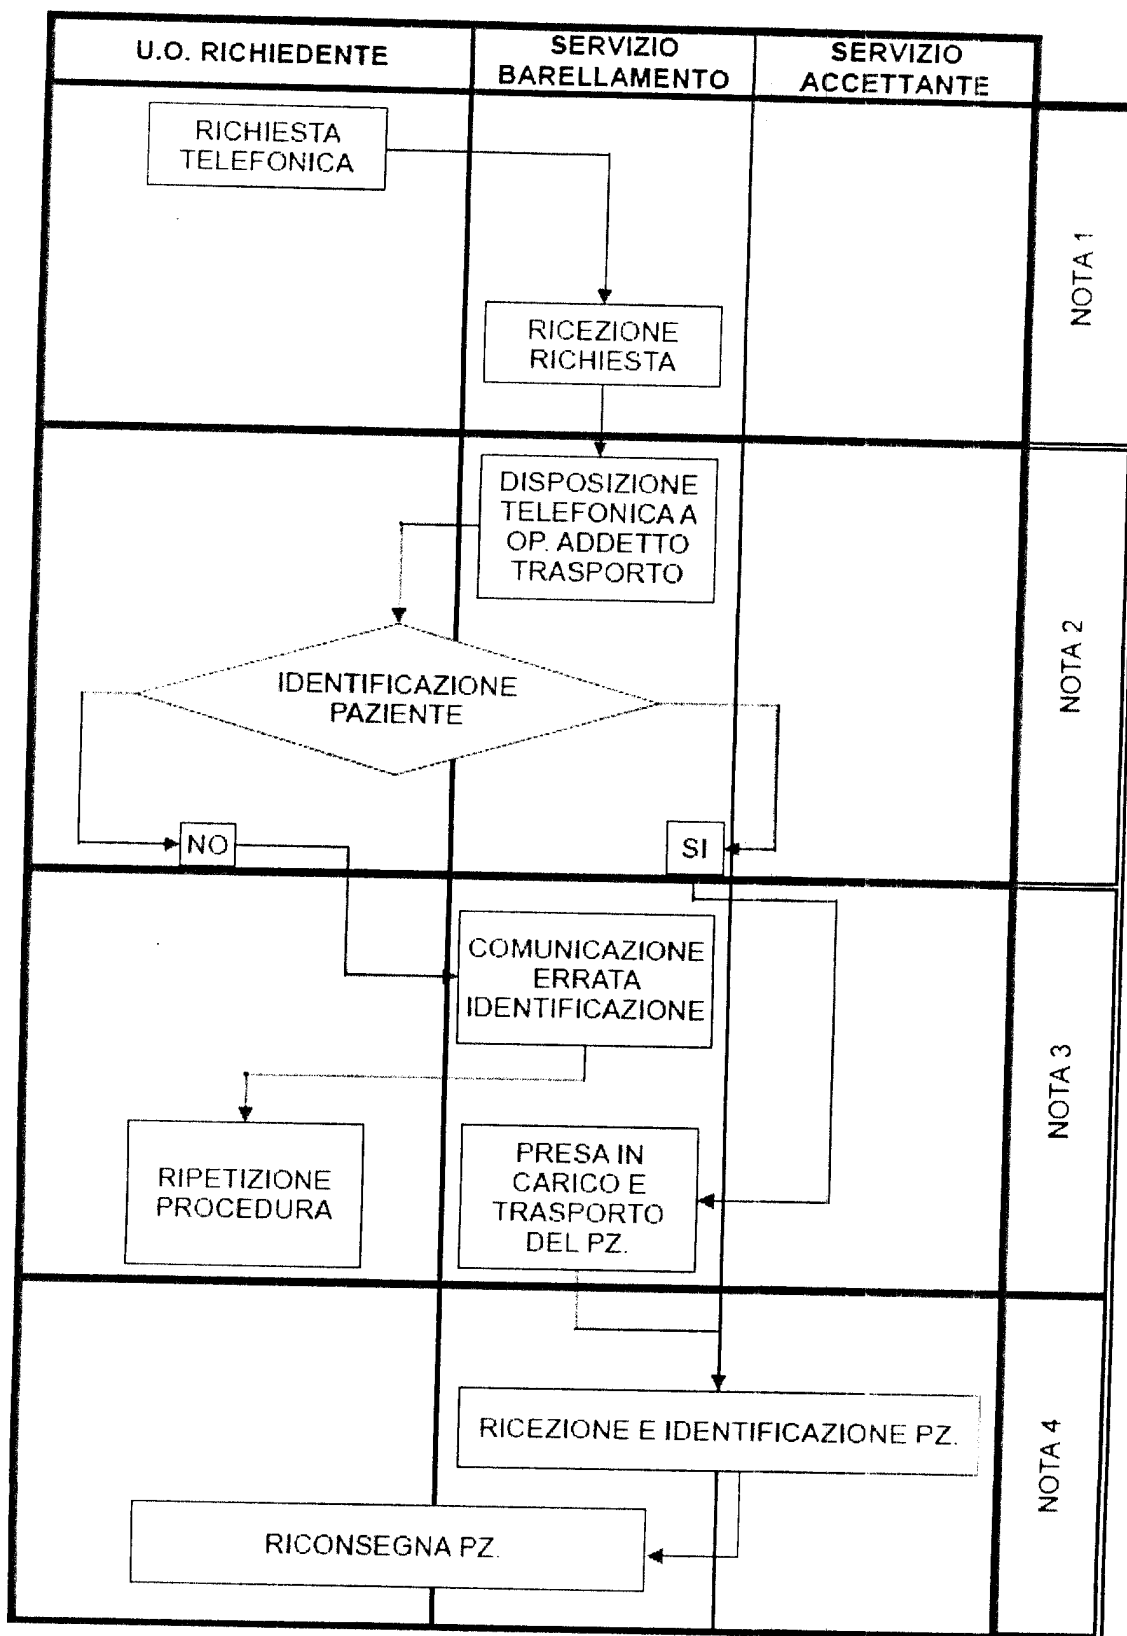 U.O. RICHIEDENTE
SERVIZIO
BARELLAMENTO
SERVIZIO
ACCETTANTE
RICHIESTA
TELEFONICA
RICEZIONE
RICHIESTA
NOTA 1
DISPOSIZIONE
TELEFONICA A
OP. ADDETTO
TRASPORTO
IDENTIFICAZIONE
PAZIENTE
NO
SI
NOTA 2
COMUNICAZIONE
ERRATA
IDENTIFICAZIONE
RIPETIZIONE
PROCEDURA
PRESA IN
CARICO E
TRASPORTO
DEL PZ.
NOTA 3
RICEZIONE E IDENTIFICAZIONE PZ.
RICONSEGNA PZ.
NOTA 4